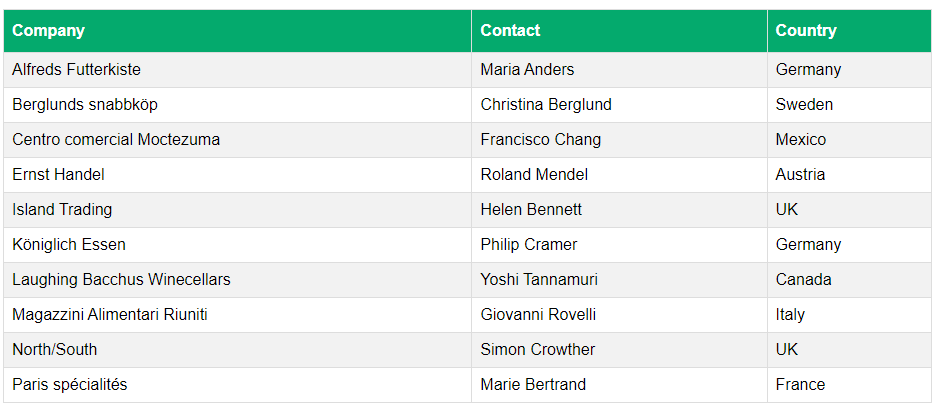 Company Contact Country
Alfreds Futterkiste Maria Anders Germany
Berglunds snabbköp Christina Berglund Sweden
Centro comercial Moctezuma Francisco Chang Mexico
Ernst Handel Roland Mendel Austria
Island Trading Helen Bennett UK
Königlich Essen Philip Cramer Germany
Laughing Bacchus Winecellars Yoshi Tannamuri Canada
Magazzini Alimentari Riuniti Giovanni Rovelli Italy
North/South Simon Crowther UK
Paris spécialités Marie Bertrand France